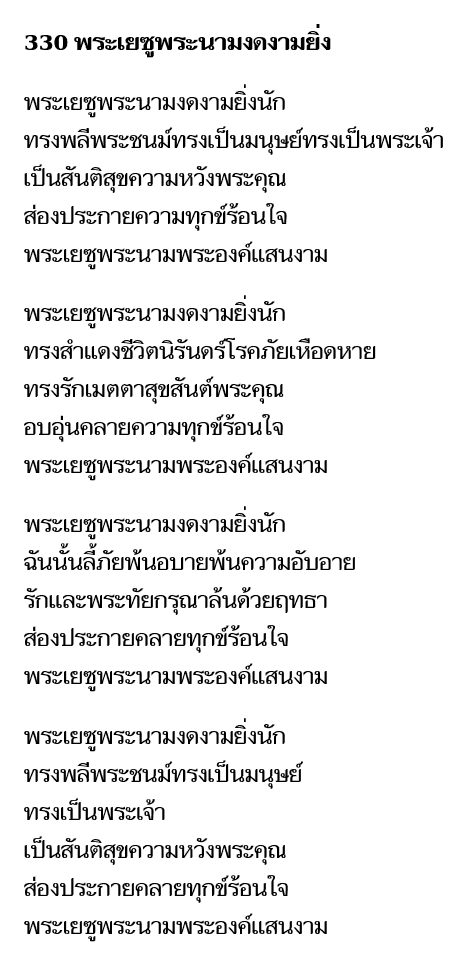 330 พระเยซูพระนามงดงามยิ่ง
พระเยซูพระนามงดงามยิ่งนัก
ทรงพลีพระชนม์ทรงเป็นมนุษย์ทรงเป็นพระเจ้า
เป็นสันติสุขความหวังพระคุณ
ส่องประกายความทุกข์ร้อนใจ
พระเยซูพระนามพระองค์แสนงาม
พระเยซูพระนามงดงามยิ่งนัก
ทรงสำแดงชีวิตนิรันดร์โรคภัยเหือดหาย
ทรงรักเมตตาสุขสันต์พระคุณ
อบอุ่นคลายความทุกข์ร้อนใจ
พระเยซูพระนามพระองค์แสนงาม
พระเยซูพระนามงดงามยิ่งนัก
ฉันนั้นลี้ภัยพ้นอบายพ้นความอับอาย
รักและพระทัยกรุณาล้นด้วยฤทธา
ส่องประกายคลายทุกข์ร้อนใจ
พระเยซูพระนามพระองค์แสนงาม
พระเยซูพระนามงดงามยิ่งนัก
ทรงพลีพระชนม์ทรงเป็นมนุษย์
ทรงเป็นพระเจ้า
เป็นสันติสุขความหวังพระคุณ
ส่องประกายคลายทุกข์ร้อนใจ
พระเยซูพระนามพระองค์แสนงาม